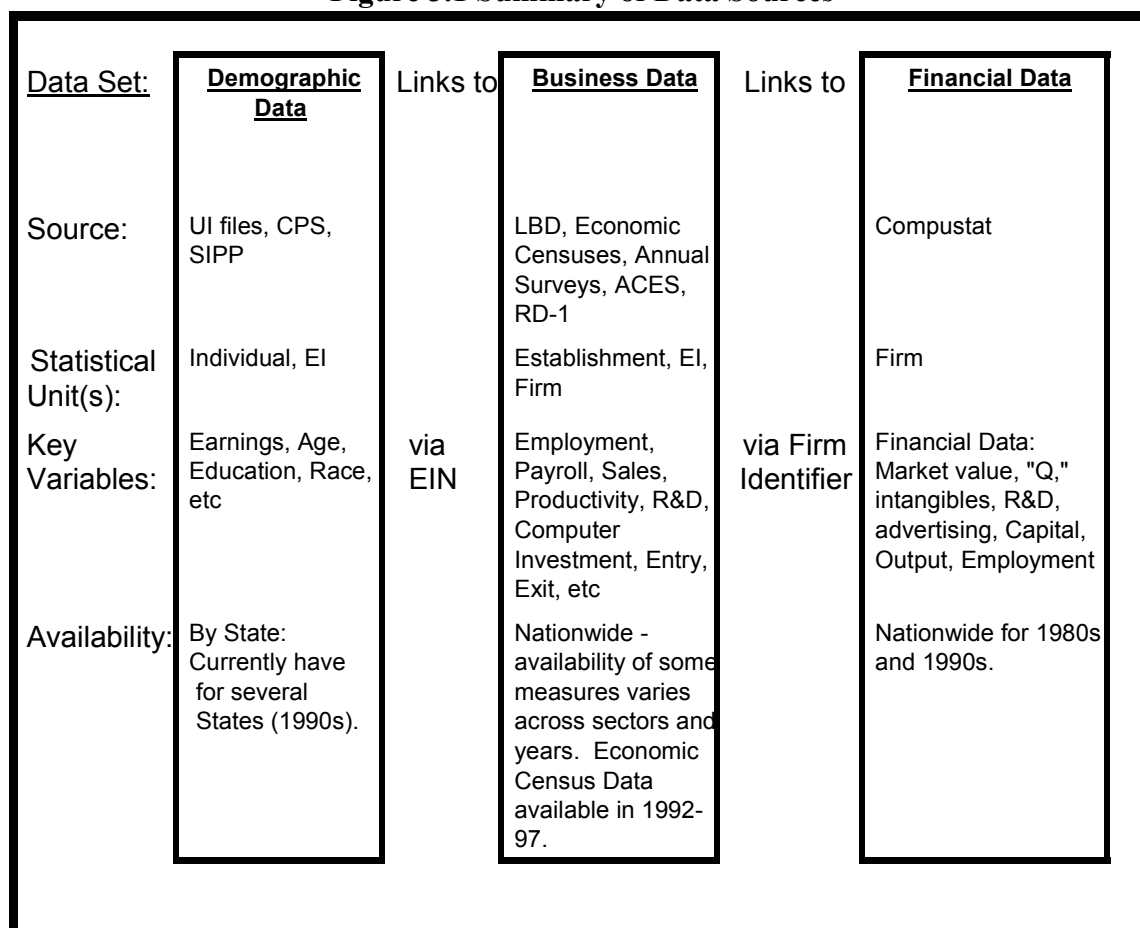 Figure 3.1 Summary of Data Sources
Data Set:
Demographic
Data
Links to
Business Data
Links to
Financial Data
Source:
UI files, CPS,
SIPP
LBD, Economic
Censuses, Annual
Surveys, ACES,
RD-1
Compustat
Statistical
Unit(s):
Individual, EI
Establishment, EI,
Firm
Firm
Key
Variables:
Earnings, Age,
Education, Race,
etc
via
EIN
Employment,
Payroll, Sales,
Productivity, R&D,
Computer
Investment, Entry,
Exit, etc
via Firm
Identifier
Financial Data:
Market value, "Q,"
intangibles, R&D,
advertising, Capital,
Output, Employment
Availability:
By State:
Currently have
for several
States (1990s).
Nationwide -
availability of some
measures varies
across sectors and
years.  Economic
Census Data
available in 1992-
97.
Nationwide for 1980s
and 1990s.